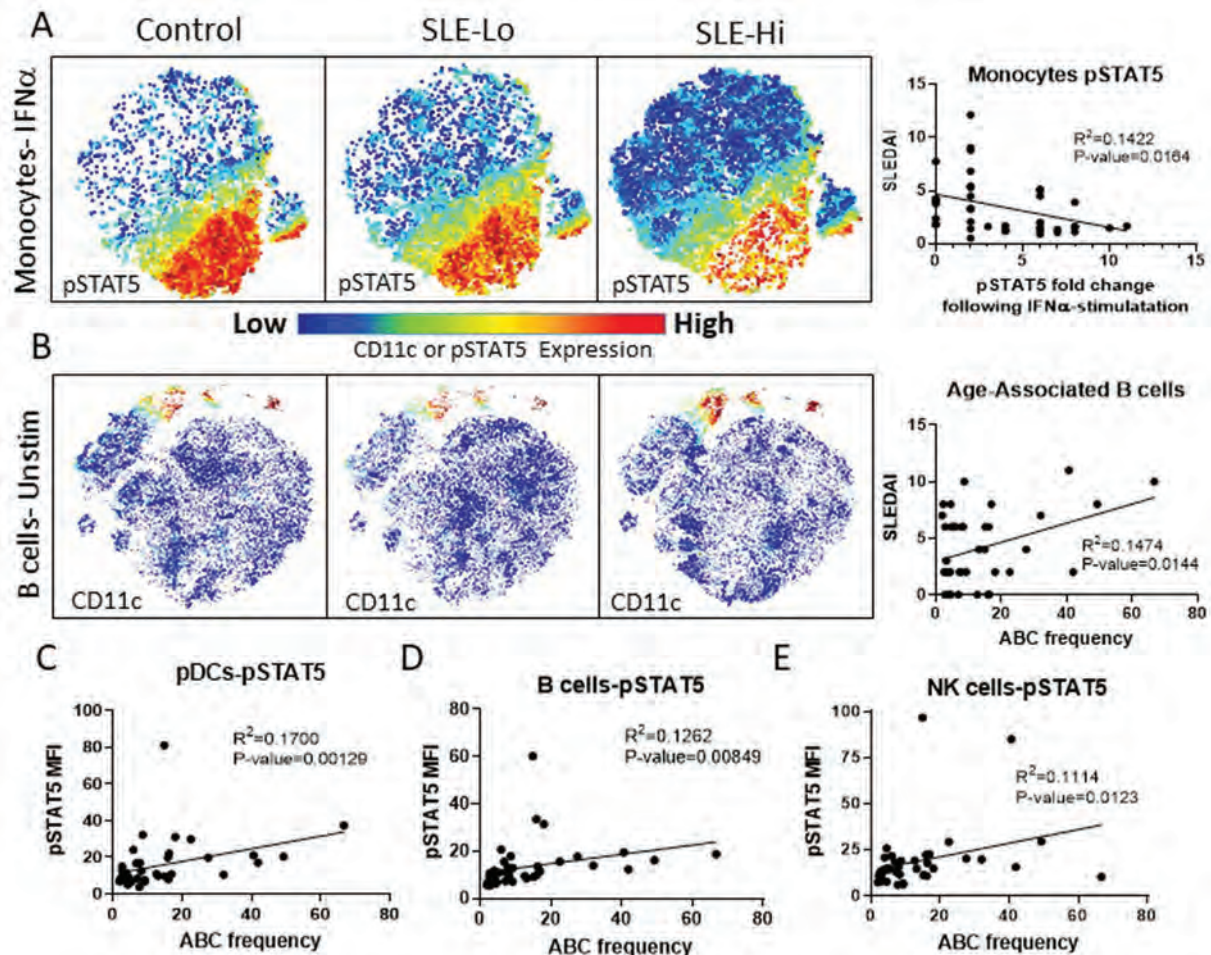 A
Control
SLE-Lo
SLE-Hi
Monocytes- IFNα
pSTAT5
pSTAT5
pSTAT5
Monocytes pSTAT5
SLEDAI
15
10
5
0
R²=0.1422
P-value=0.0164
0
5
10
15
pSTAT5 fold change
following IFNα-stimulatation
Low
High
CD11c or pSTAT5 Expression
B
B cells- Unstim
CD11c
CD11c
CD11c
Age-Associated B cells
SLEDAI
15
10
5
0
R²=0.1474
P-value=0.0144
0
20
40
60
80
ABC frequency
C
pDCs-pSTAT5
pSTAT5 MFI
100
80
60
40
20
0
R²=0.1700
P-value=0.00129
0
20
40
60
80
ABC frequency
D
B cells-pSTAT5
pSTAT5 MFI
80
60
40
20
0
R²=0.1262
P-value=0.00849
0
20
40
60
80
ABC frequency
E
NK cells-pSTAT5
pSTAT5 MFI
100
75
50
25
0
R²=0.1114
P-value=0.0123
0
20
40
60
80
ABC frequency